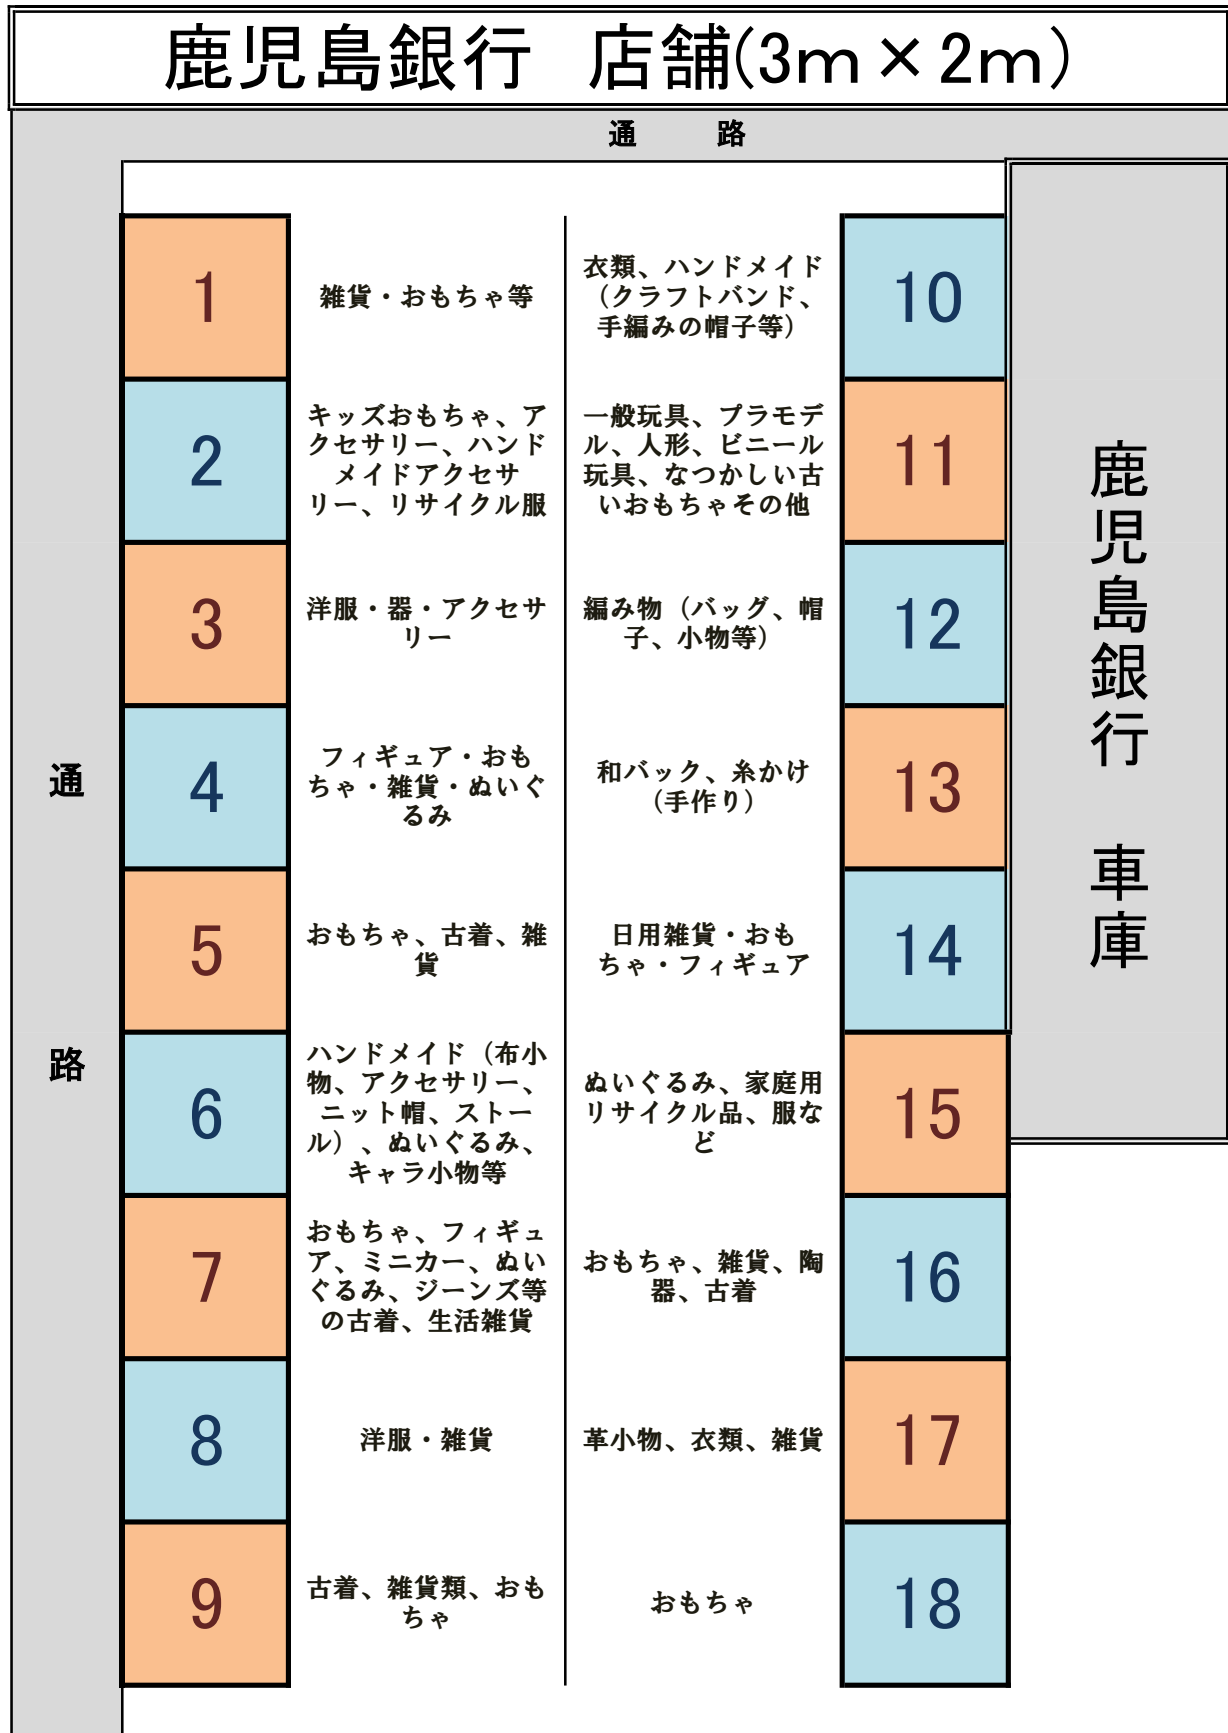 鹿児島銀行　店舗(3m×2m)
通　路
1
雑貨・おもちゃ等
衣類、ハンドメイド
（クラフトバンド、
手編みの帽子等）
10
2
キッズおもちゃ、ア
クセサリー、ハンド
メイドアクセサ
リー、リサイクル服
一般玩具、プラモデ
ル、人形、ビニール
玩具、なつかしい古
いおもちゃその他
11
3
洋服・器・アクセサ
リー
編み物（バッグ、帽
子、小物等）
12
4
フィギュア・おも
ちゃ・雑貨・ぬいぐ
るみ
和バック、糸かけ
（手作り）
13
5
おもちゃ、古着、雑
貨
日用雑貨・おも
ちゃ・フィギュア
14
6
ハンドメイド（布小
物、アクセサリー、
ニット帽、ストー
ル）、ぬいぐるみ、
キャラ小物等
ぬいぐるみ、家庭用
リサイクル品、服な
ど
15
7
おもちゃ、フィギュ
ア、ミニカー、ぬい
ぐるみ、ジーンズ等
の古着、生活雑貨
おもちゃ、雑貨、陶
器、古着
16
8
洋服・雑貨
革小物、衣類、雑貨
17
9
古着、雑貨類、おも
ちゃ
おもちゃ
18
通　路
鹿児島銀行　車庫